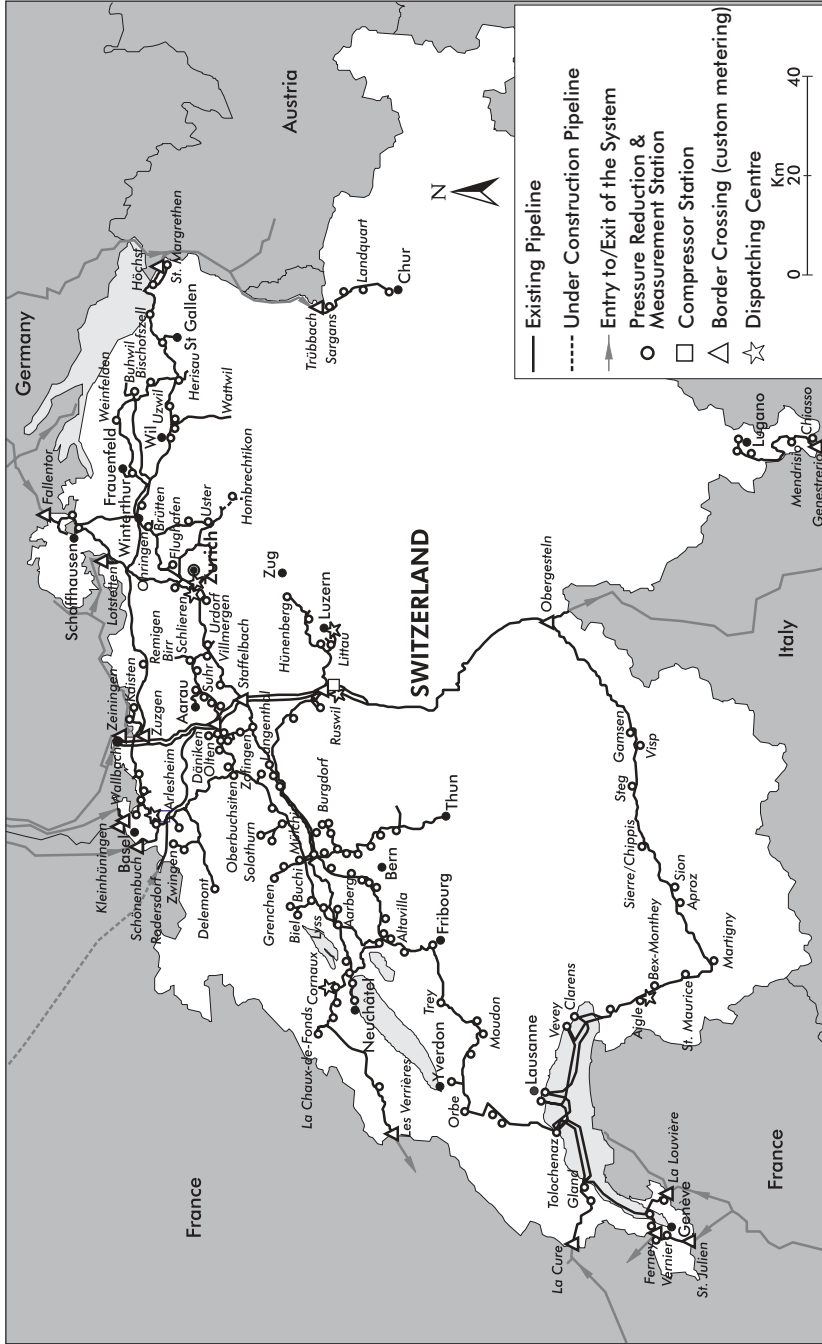 Germany
Austria
France
France
Italy
SWITZERLAND
N
Fallentor
Schaffhausen
Lotstetten
Höchst
St. Margrethen
Bischofszell
St Gallen
Buhwil
Weinfelden
Herisau
Frauenfeld
Wil
Uzwil
Wattwil
Winterthur
Ohringen
Brütten
Flughafen
Uster
Hombrechtikon
Zürich
Schlieren
Urdorf
Villmergen
Remigen
Birr
Suhr
Aarau
Staffelbach
Kaisten
Zeiningen
Zuzgen
Wallbach
Däniken
Olten
Zofingen
Langenthal
Arlesheim
Kleinhüningen
Basel
Schönenbuch
Rodersdorf
Zwingen
Delemont
Oberbuchsiten
Solothurn
Mülchi
Burgdorf
Grenchen
Buchi
Biel
Lyss
Aarberg
Bern
Thun
Altavilla
Fribourg
Zug
Hünenberg
Luzern
Littau
Ruswil
Trübbach
Sargans
Landquart
Chur
Cornaux
La Chaux-de-Fonds
Neuchâtel
Les Verrières
Yverdon
Trey
Moudon
Orbe
Lausanne
Vevey
Clarens
Tolochenaz
Gland
La Cure
Ferney
Vernier
Genève
La Louvière
St. Julien
Aigle
Bex-Monthey
St. Maurice
Martigny
Sion
Aproz
Sierre/Chippis
Steg
Gamsen
Visp
Obergesteln
Lugano
Mendrisio
Chiasso
Genestrerio
Existing Pipeline
Under Construction Pipeline
Entry to/Exit of the System
Pressure Reduction &
Measurement Station
Compressor Station
Border Crossing (custom metering)
Dispatching Centre
Km
0 20 40